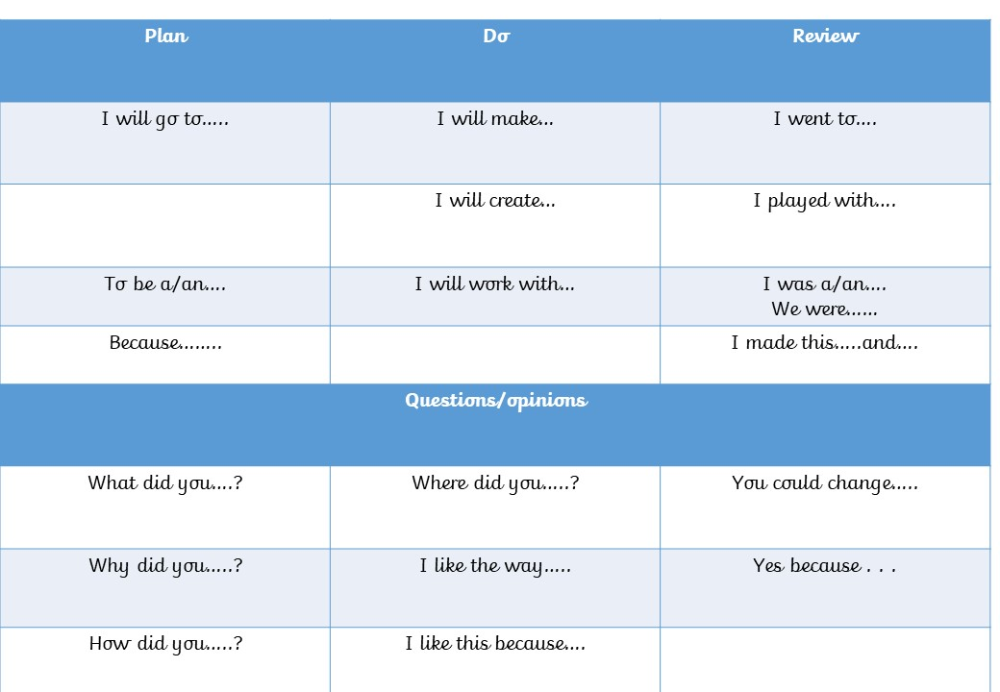 Plan Do Review
I will go to..... I will make... I went to....
I will create... I played with....
To be a/an.... I will work with... I was a/an....
We were......
Because........ I made this.....and....
Questions/opinions
What did you....? Where did you.....? You could change.....
Why did you.....? I like the way..... Yes because . . .
How did you.....? I like this because....